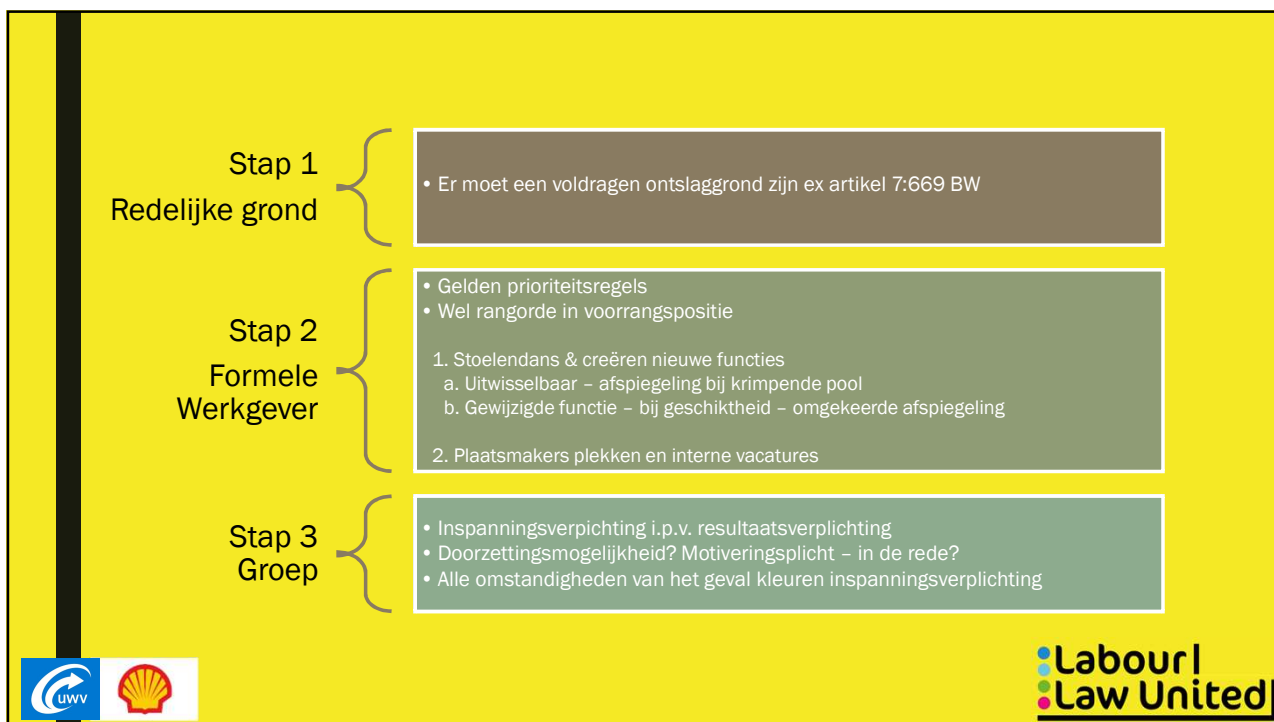 Stap 1
Redelijke grond
• Er moet een voldragen ontslaggrond zijn ex artikel 7:669 BW
Stap 2
Formele
Werkgever
• Gelden prioriteitsregels
• Wel rangorde in voorrangspositie
1. Stoelendans & creëren nieuwe functies
a. Uitwisselbaar – afspiegeling bij krimpende pool
b. Gewijzigde functie – bij geschiktheid – omgekeerde afspiegeling
2. Plaatsmakers plekken en interne vacatures
Stap 3
Groep
• Inspanningsverpichting i.p.v. resultaatsverplichting
• Doorzettingsmogelijkheid? Motiveringsplicht – in de rede?
• Alle omstandigheden van het geval kleuren inspanningsverplichting
UWV
Labour
Law United